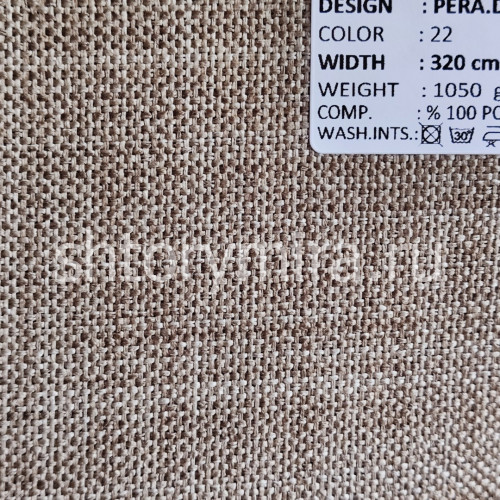 DESIGN : PERA.D
COLOR : 22
WIDTH : 320 cm
WEIGHT : 1050 g
COMP. : % 100 PO
WASH.INTS.: 30°
shtorymira.ru